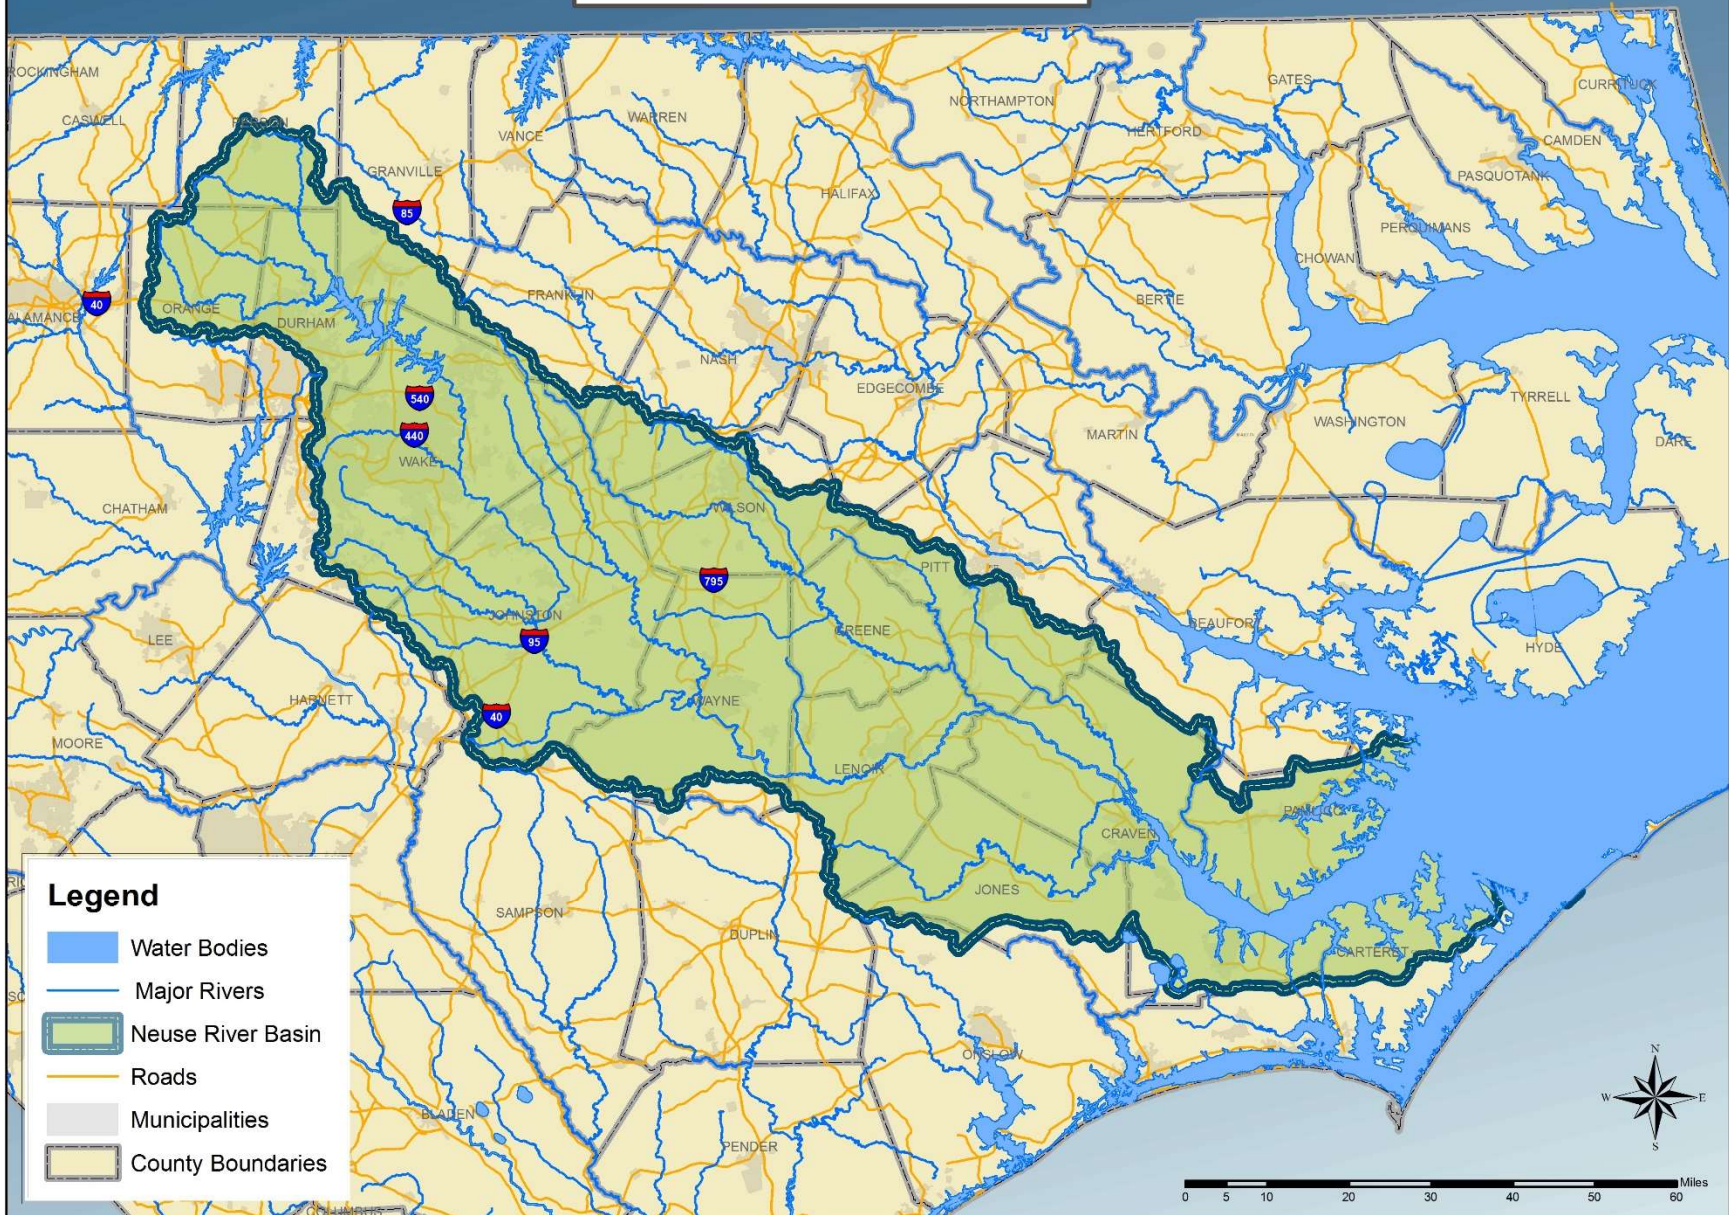 ROCKINGHAM
CASWELL
PERSON
GRANVILLE
VANCE
WARREN
NORTHAMPTON
GATES
CURRITUCK
CAMDEN
HERTFORD
PASQUOTANK
HALIFAX
PERQUIMANS
CHOWAN
BERTIE
85
40
ALAMANCE
ORANGE
DURHAM
FRANKLIN
NASH
EDGECOMBE
MARTIN
WASHINGTON
TYRRELL
DARE
540
440
WAKE
CHATHAM
WILSON
PITT
795
JOHNSTON
95
GREENE
BEAUFORT
HYDE
LEE
HARNETT
40
WAYNE
MOORE
LENOIR
PAMLICO
CRAVEN
JONES
SAMPSON
DUPLIN
CARTERET
ONSLOW
BLADEN
PENDER
COLUMBUS
Legend
Water Bodies
Major Rivers
Neuse River Basin
Roads
Municipalities
County Boundaries
N
W E
S
0 5 10 20 30 40 50 60 Miles